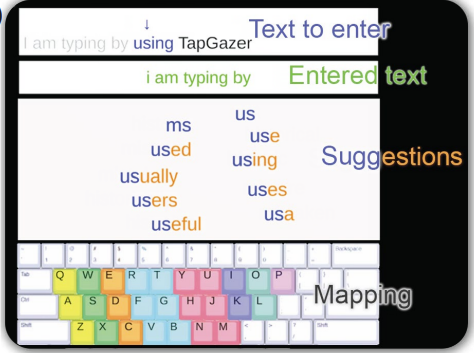 I am typing by using TapGazer
Text to enter
i am typing by
Entered text
ms
used
usually
users
useful
us
use
using
uses
usa
Suggestions
Backspace
Tab Q W E R T Y U I O P
Ctrl A S D F G H J K L
Shift Z X C V B N M Shift
Mapping